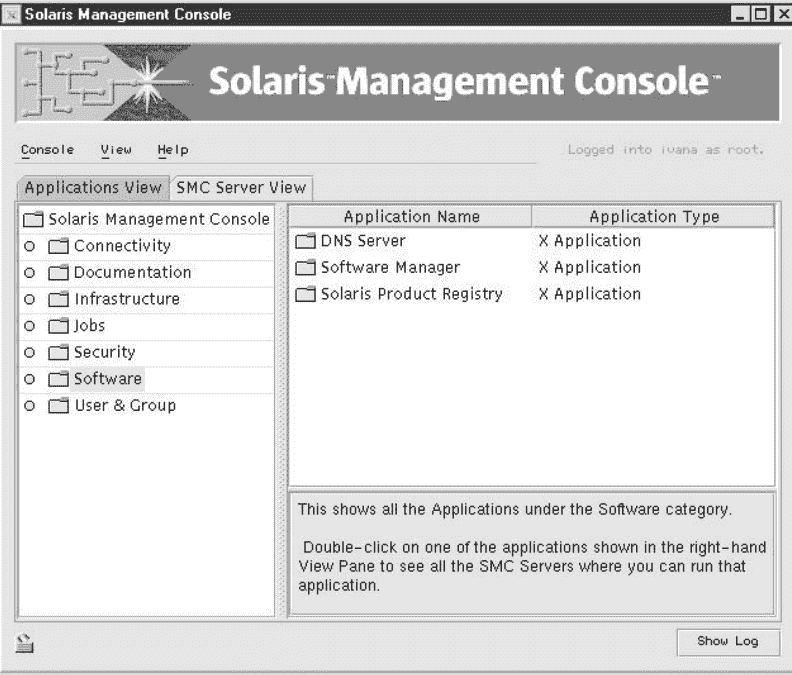 Solaris Management Console
Solaris™ Management Console™
Console View Help
Logged into ivana as root.
Applications View
SMC Server View
Solaris Management Console
Connectivity
Documentation
Infrastructure
Jobs
Security
Software
User & Group
Application Name Application Type
DNS Server X Application
Software Manager X Application
Solaris Product Registry X Application
This shows all the Applications under the Software category.
Double-click on one of the applications shown in the right-hand
View Pane to see all the SMC Servers where you can run that
application.
Show Log